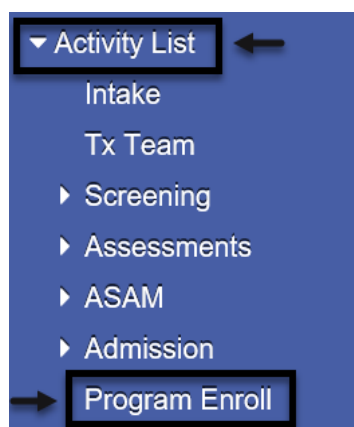 Activity List
Intake
Tx Team
Screening
Assessments
ASAM
Admission
Program Enroll